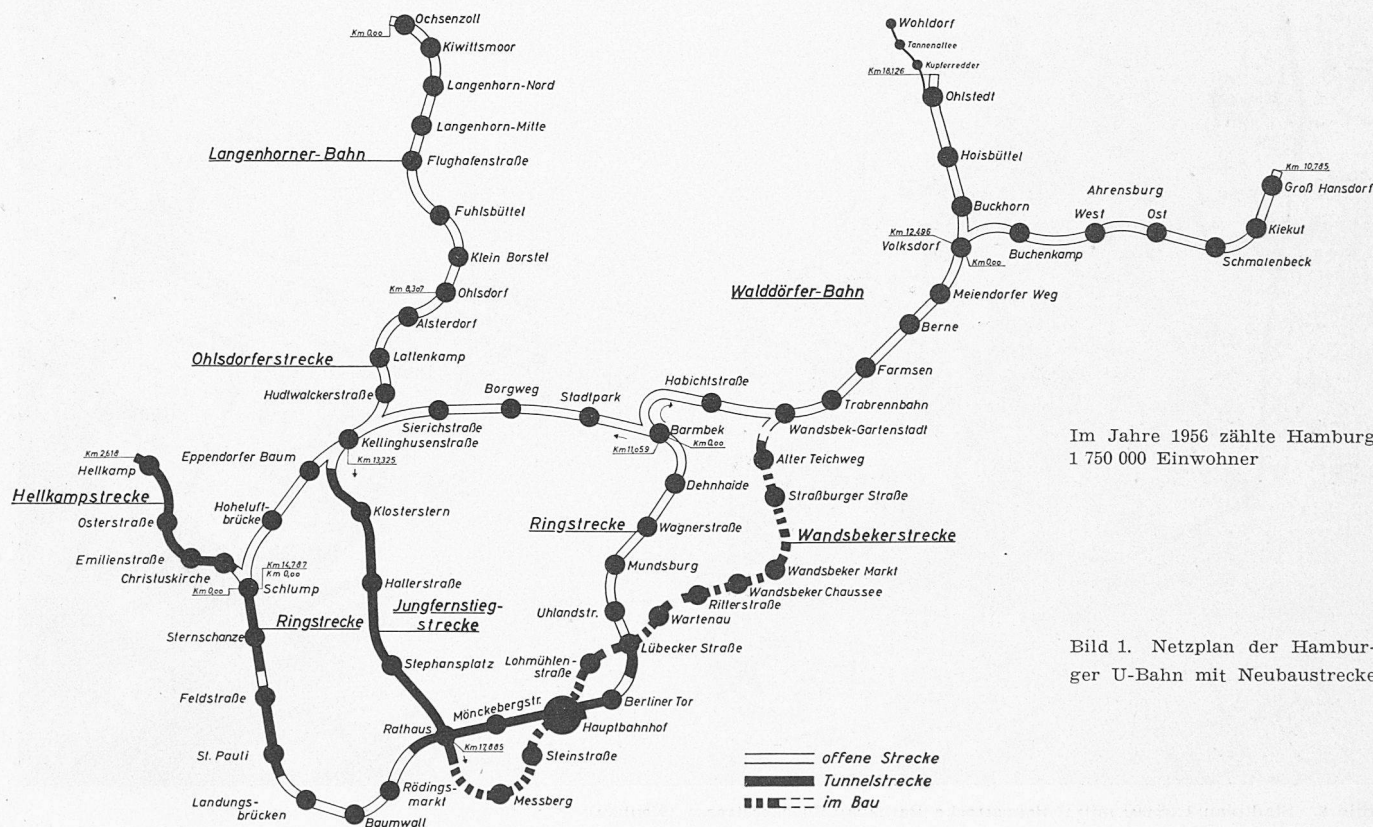 Ochsenzoll
Km 0,00
Kiwittsmoor
Langenhorn-Nord
Langenhorn-Mitte
Langenhorner-Bahn
Flughafenstraße
Fuhlsbüttel
Klein Borstel
Km 8,307
Ohlsdorf
Alsterdorf
Ohlsdorferstrecke
Lattenkamp
Hudtwalckerstraße
Borgweg
Stadtpark
Sierichstraße
Kellinghusenstraße
Km 13,325
Eppendorfer Baum
Km 2,618
Hellkamp
Hellkampstrecke
Osterstraße
Emilienstraße
Christuskirche
Hoheluft-
brücke
Km 14,787
Km 0,00
Km 0,00
Schlump
Klosterstern
Hallerstraße
Ringstrecke
Jungfernstieg-
strecke
Sternschanze
Stephansplatz
Feldstraße
St. Pauli
Landungs-
brücken
Baumwall
Rödings-
markt
Rathaus
Km 17,885
Mönckebergstr.
Messberg
Steinstraße
Hauptbahnhof
Berliner Tor
Lohmühlen-
straße
Lübecker Straße
Uhlandstr.
Mundsburg
Wagnerstraße
Ringstrecke
Dehnhaide
Barmbek
Km 11,059
Km 0,00
Habichtstraße
Wandsbek-Gartenstadt
Alter Teichweg
Straßburger Straße
Wandsbekerstrecke
Wandsbeker Markt
Wandsbeker Chaussee
Ritterstraße
Wartenau
Trabrennbahn
Farmsen
Berne
Meiendorfer Weg
Walddörfer-Bahn
Km 12,496
Volksdorf
Km 0,00
Buckhorn
Hoisbüttel
Ohlstedt
Km 18,126
Kupferredder
Tannenallee
Wohldorf
Buchenkamp
Ahrensburg
West
Ost
Schmalenbeck
Kiekut
Groß Hansdorf
Km 10,785
offene Strecke
Tunnelstrecke
im Bau
Im Jahre 1956 zählte Hamburg
1 750 000 Einwohner
Bild 1. Netzplan der Hambur-
ger U-Bahn mit Neubaustrecke